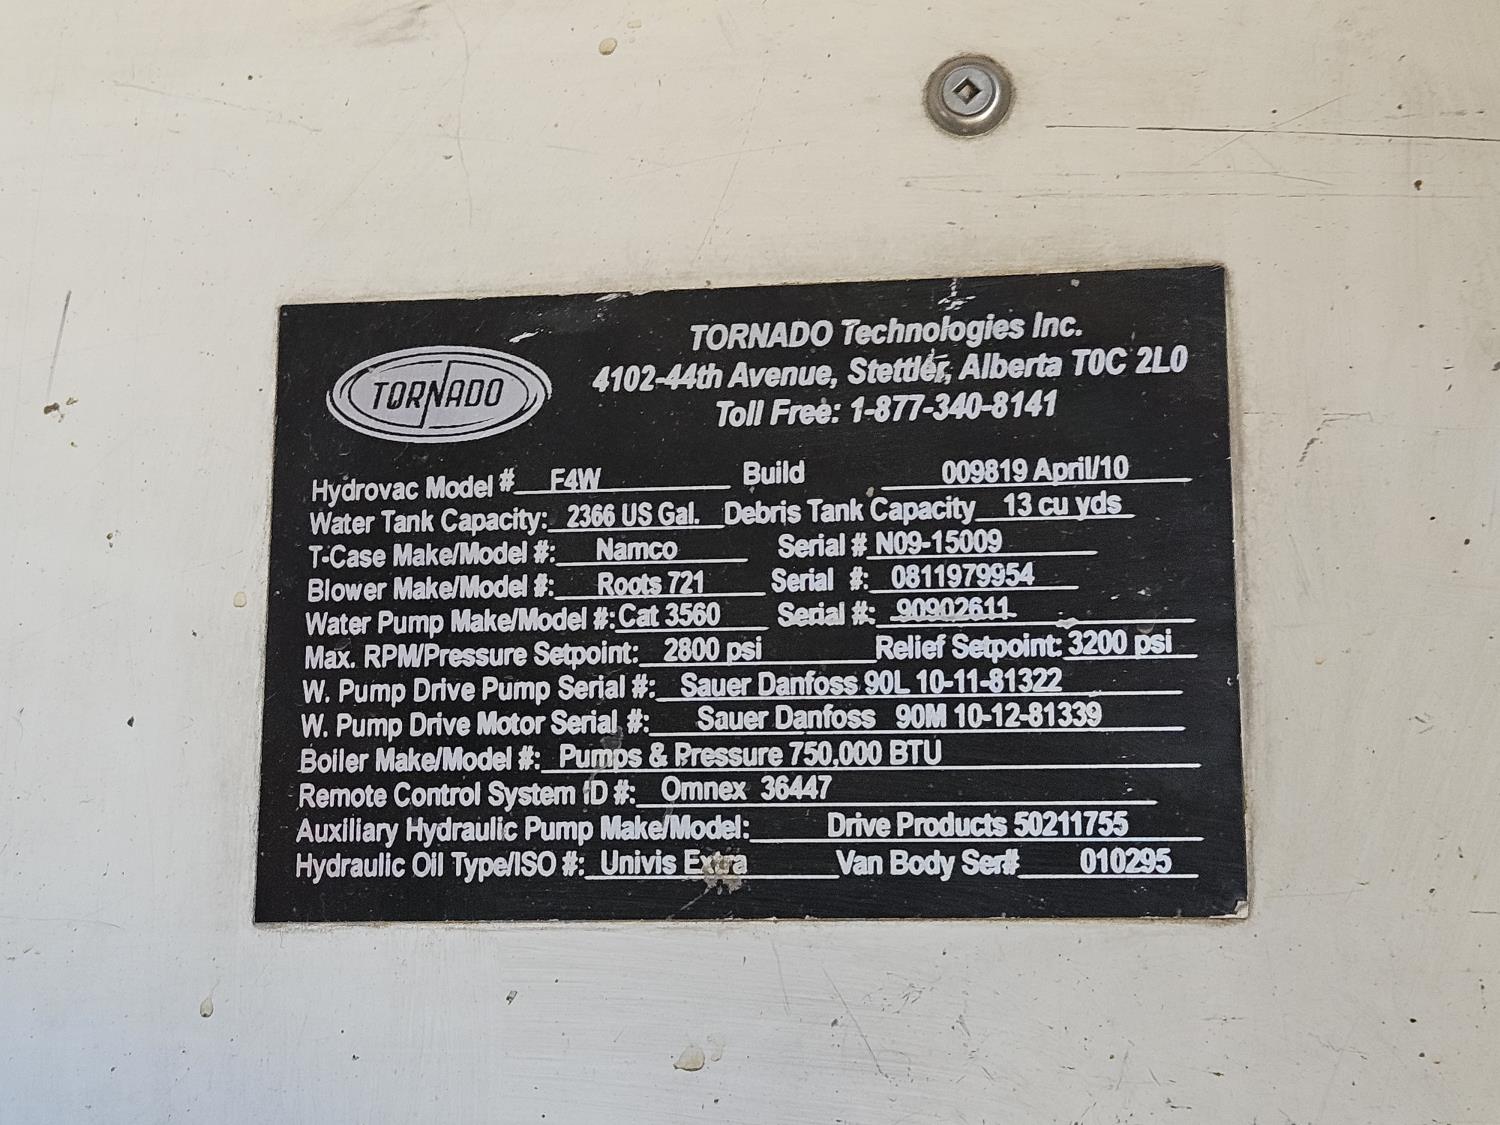 TORNADO
TORNADO Technologies Inc.
4102-44th Avenue, Stettler, Alberta T0C 2L0
Toll Free: 1-877-340-8141
Hydrovac Model # F4W Build 009819 April/10
Water Tank Capacity: 2366 US Gal. Debris Tank Capacity 13 cu yds
T-Case Make/Model #: Namco Serial # N09-15009
Blower Make/Model #: Roots 721 Serial #: 0811979954
Water Pump Make/Model #: Cat 3560 Serial #: 90902611
Max. RPM/Pressure Setpoint: 2800 psi Relief Setpoint: 3200 psi
W. Pump Drive Pump Serial #: Sauer Danfoss 90L 10-11-81322
W. Pump Drive Motor Serial #: Sauer Danfoss 90M 10-12-81339
Boiler Make/Model #: Pumps & Pressure 750,000 BTU
Remote Control System ID #: Omnex 36447
Auxiliary Hydraulic Pump Make/Model: Drive Products 50211755
Hydraulic Oil Type/ISO #: Univis Extra Van Body Ser# 010295